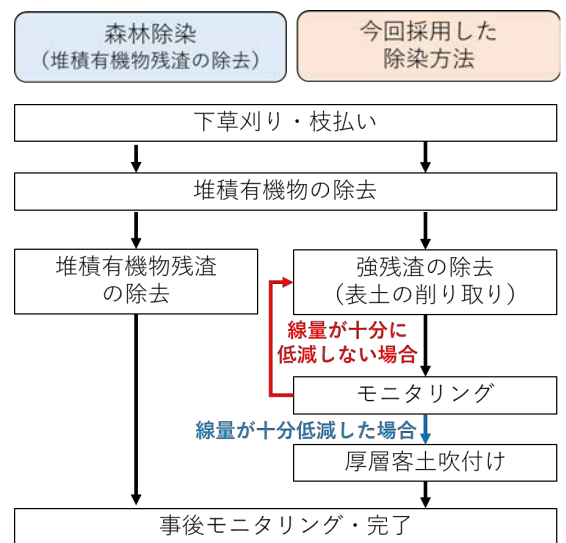 森林除染
（堆積有機物残渣の除去）
今回採用した
除染方法
下草刈り・枝払い
堆積有機物の除去
堆積有機物残渣
の除去
強残渣の除去
（表土の削り取り）
線量が十分に
低減しない場合
モニタリング
線量が十分低減した場合
厚層客土吹付け
事後モニタリング・完了